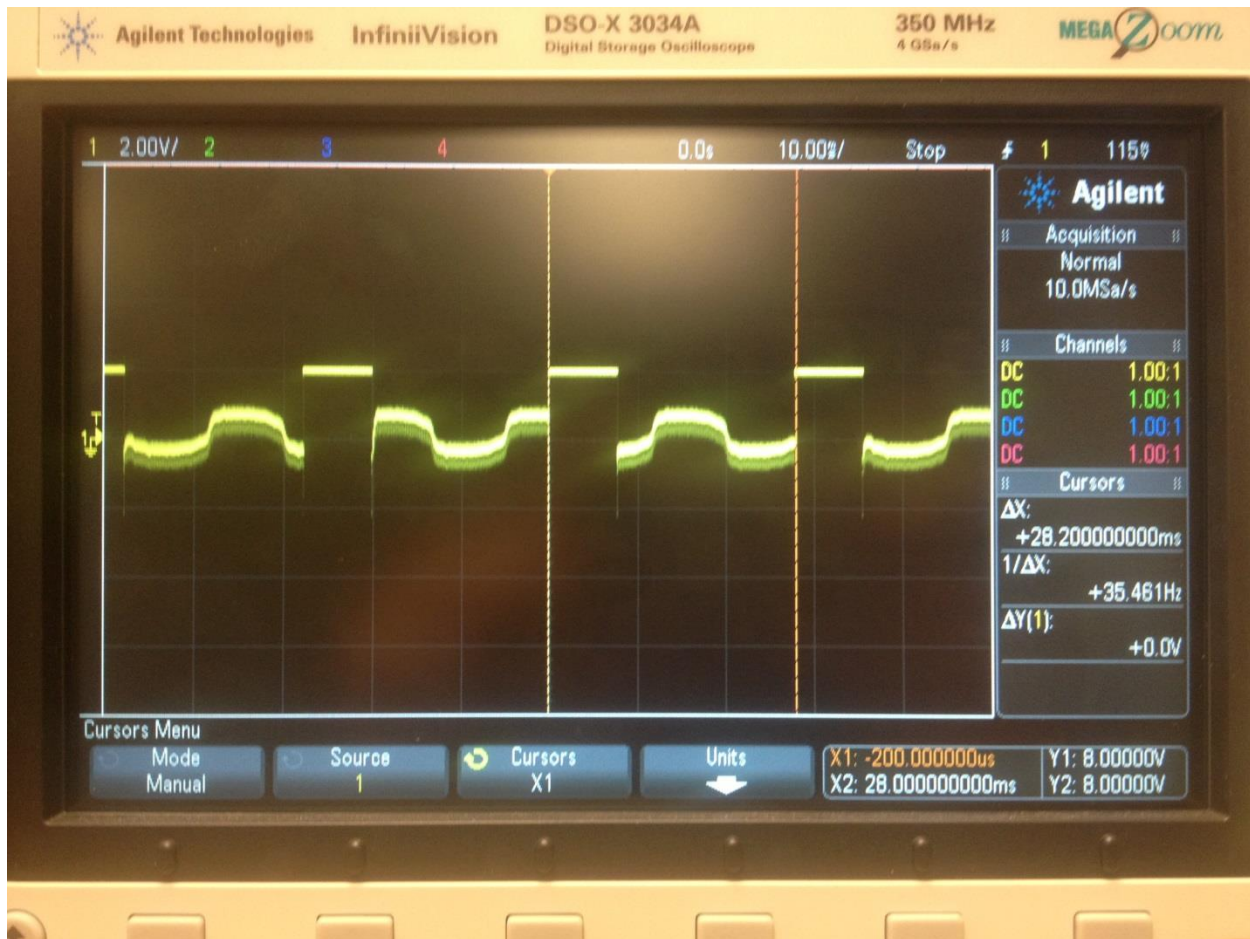 Agilent Technologies InfiniiVision DSO-X 3034A Digital Storage Oscilloscope 350 MHz 4 GSa/s MEGA Zoom
1 2.00V/ 2 3 4 0.0s 10.00ms/ Stop 1 115mV
Agilent
Acquisition
Normal
10.0MSa/s
Channels
DC 1.00:1
DC 1.00:1
DC 1.00:1
DC 1.00:1
Cursors
ΔX:
+28.200000000ms
1/ΔX:
+35.461Hz
ΔY(1):
+0.0V
T
1
Cursors Menu
Mode
Manual
Source
1
Cursors
X1
Units
X1: -200.000000us
X2: 28.000000000ms
Y1: 8.00000V
Y2: 8.00000V